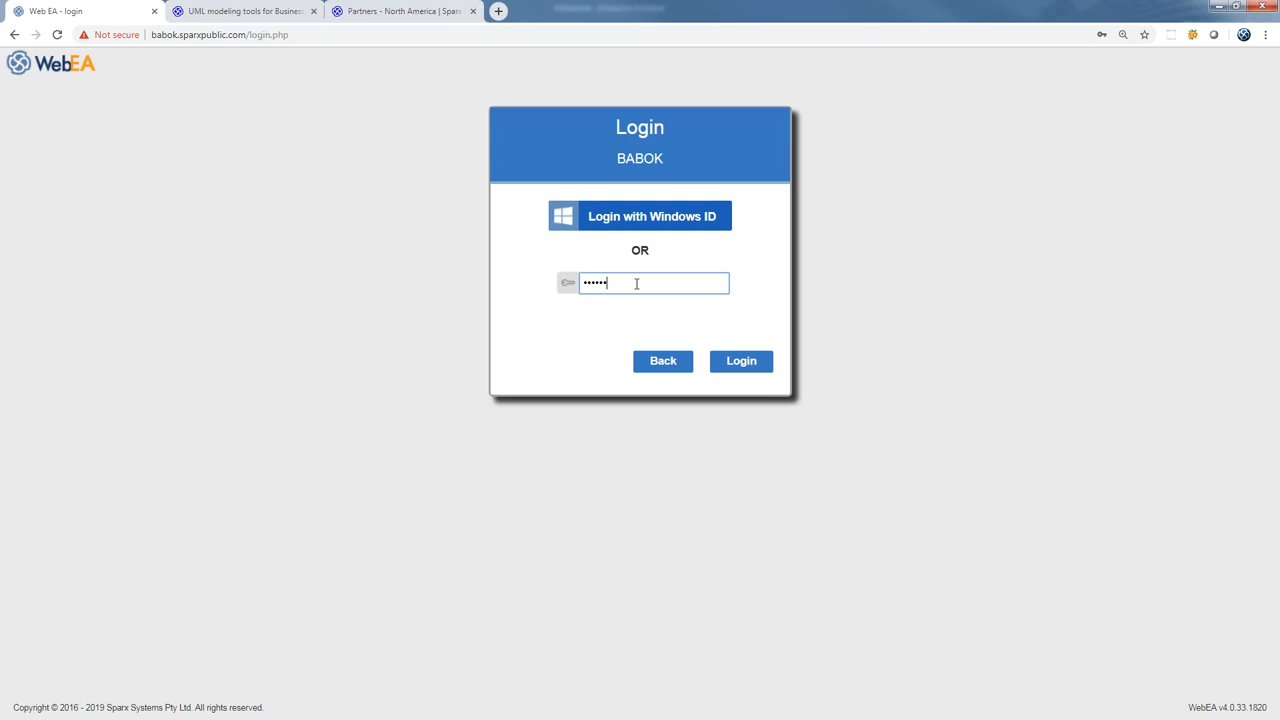 Web EA - login
UML modeling tools for Busines
Partners - North America | Sparx
Not secure | babok.sparxpublic.com/login.php
WebEA
Login
BABOK
Login with Windows ID
OR
••••••
Back
Login
Copyright © 2016 - 2019 Sparx Systems Pty Ltd. All rights reserved.
WebEA v4.0.33.1820